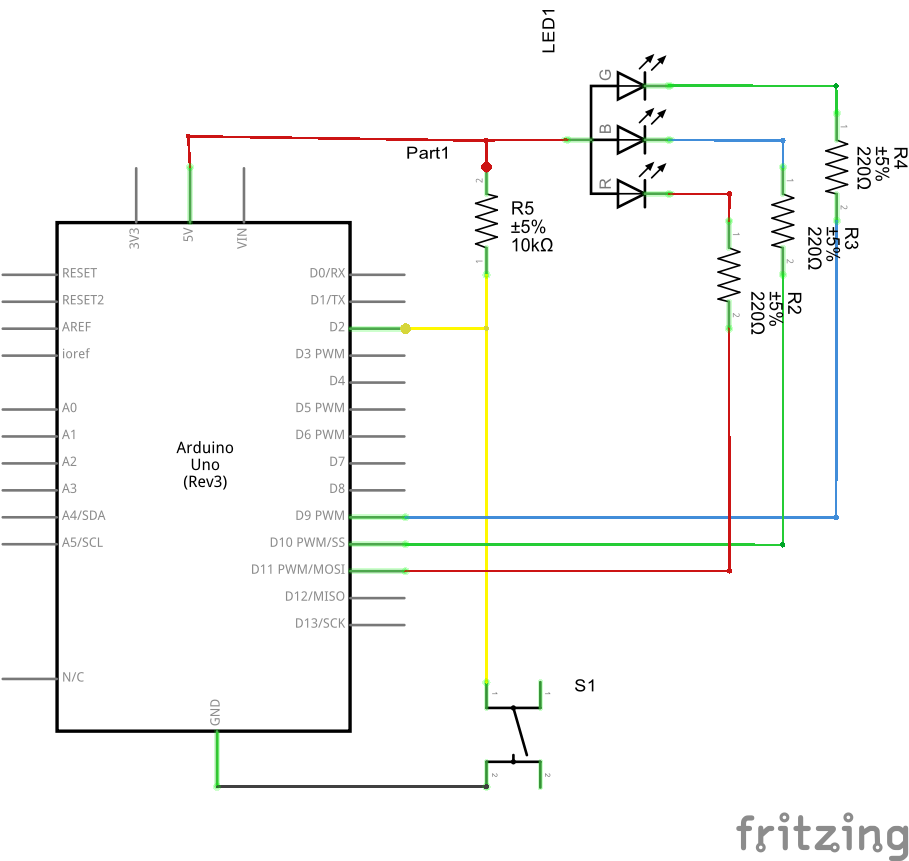 LED1
G
B
R
Part1
3V3
5V
VIN
2
R5
±5%
10kΩ
1
1
2
R4
±5%
220Ω
1
2
R3
±5%
220Ω
1
2
R2
±5%
220Ω
RESET
RESET2
AREF
ioref
A0
A1
A2
A3
A4/SDA
A5/SCL
N/C
Arduino
Uno
(Rev3)
D0/RX
D1/TX
D2
D3 PWM
D4
D5 PWM
D6 PWM
D7
D8
D9 PWM
D10 PWM/SS
D11 PWM/MOSI
D12/MISO
D13/SCK
GND
S1
1
1
2
2
fritzing